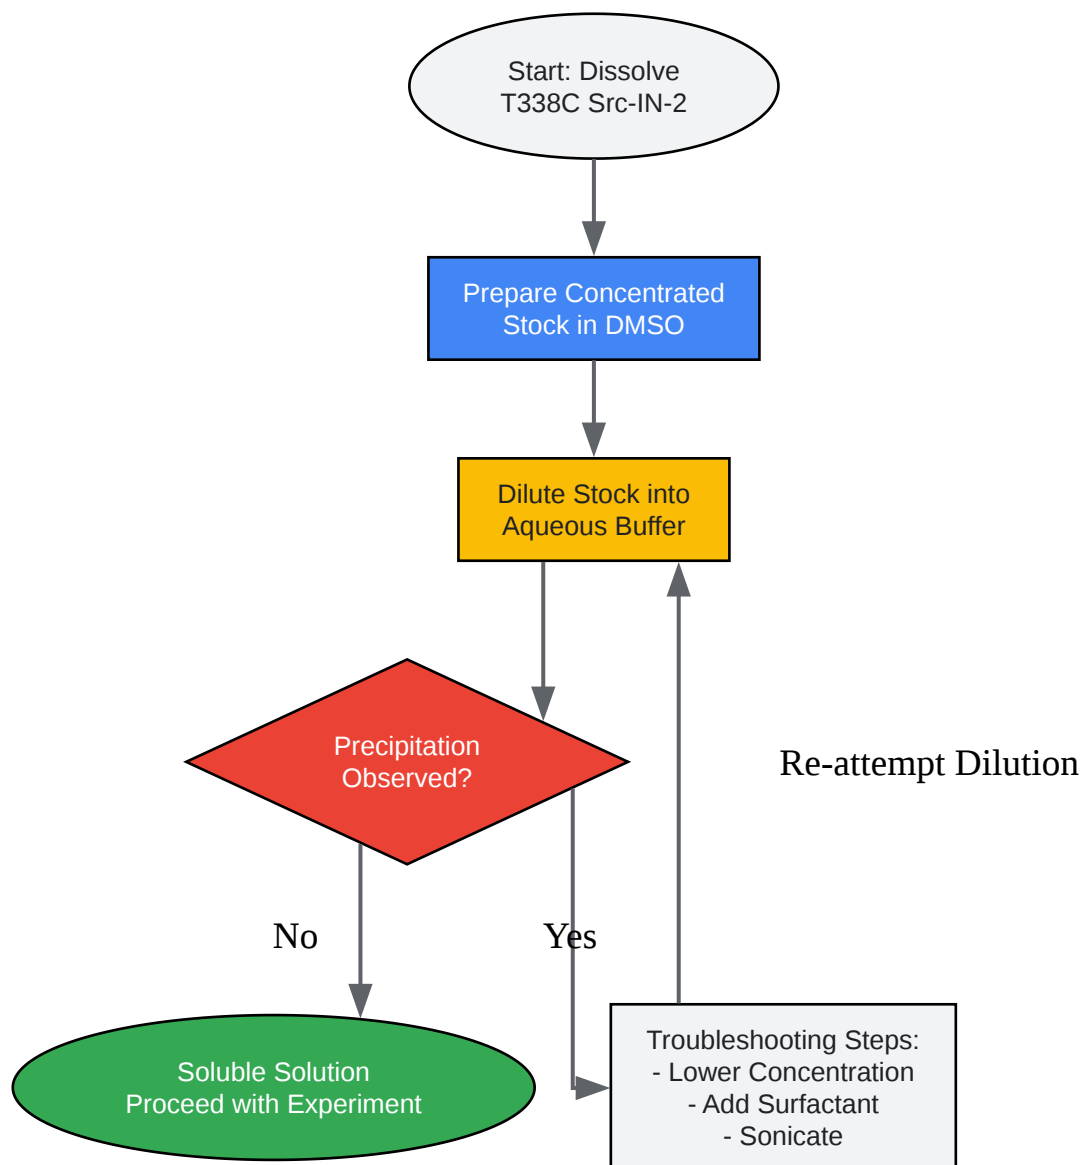 Start: Dissolve
T338C Src-IN-2
Prepare Concentrated
Stock in DMSO
Dilute Stock into
Aqueous Buffer
Precipitation
Observed?
Re-attempt Dilution
No
Yes
Soluble Solution
Proceed with Experiment
Troubleshooting Steps:
- Lower Concentration
- Add Surfactant
- Sonicate